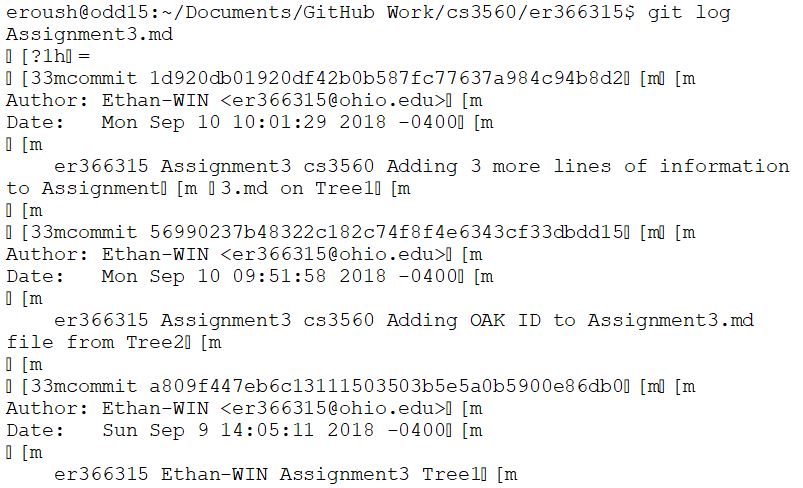 eroush@odd15:~/Documents/GitHub Work/cs3560/er366315$ git log
Assignment3.md
▯ [?1h▯ =
▯ [33mcommit 1d920db01920df42b0b587fc77637a984c94b8d2▯ [m▯ [m
Author: Ethan-WIN <er366315@ohio.edu>▯ [m
Date:   Mon Sep 10 10:01:29 2018 -0400▯ [m
▯ [m
    er366315 Assignment3 cs3560 Adding 3 more lines of information
to Assignment▯ [m ▯3.md on Tree1▯ [m
▯ [m
▯ [33mcommit 56990237b48322c182c74f8f4e6343cf33dbdd15▯ [m▯ [m
Author: Ethan-WIN <er366315@ohio.edu>▯ [m
Date:   Mon Sep 10 09:51:58 2018 -0400▯ [m
▯ [m
    er366315 Assignment3 cs3560 Adding OAK ID to Assignment3.md
file from Tree2▯ [m
▯ [m
▯ [33mcommit a809f447eb6c13111503503b5e5a0b5900e86db0▯ [m▯ [m
Author: Ethan-WIN <er366315@ohio.edu>▯ [m
Date:   Sun Sep 9 14:05:11 2018 -0400▯ [m
▯ [m
    er366315 Ethan-WIN Assignment3 Tree1▯ [m